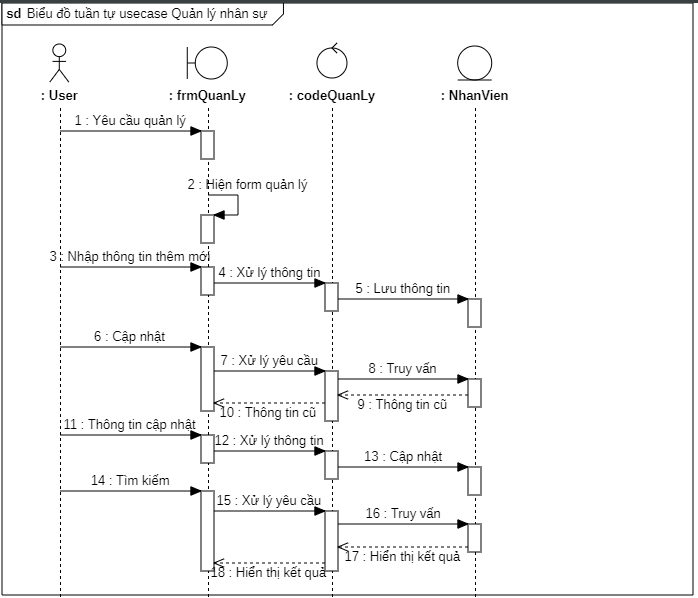 sd Biểu đồ tuần tự usecase Quản lý nhân sự
: User
: frmQuanLy
: codeQuanLy
: NhanVien
1 : Yêu cầu quản lý
2 : Hiện form quản lý
3 : Nhập thông tin thêm mới
4 : Xử lý thông tin
5 : Lưu thông tin
6 : Cập nhật
7 : Xử lý yêu cầu
8 : Truy vấn
9 : Thông tin cũ
10 : Thông tin cũ
11 : Thông tin cập nhật
12 : Xử lý thông tin
13 : Cập nhật
14 : Tìm kiếm
15 : Xử lý yêu cầu
16 : Truy vấn
17 : Hiển thị kết quả
18 : Hiển thị kết quả